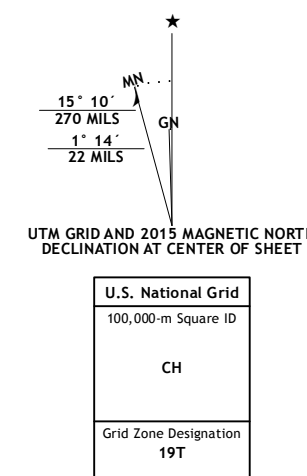 MN
15° 10´
270 MILS
GN
1° 14´
22 MILS
UTM GRID AND 2015 MAGNETIC NORTH
DECLINATION AT CENTER OF SHEET
U.S. National Grid
100,000-m Square ID
CH
Grid Zone Designation
19T